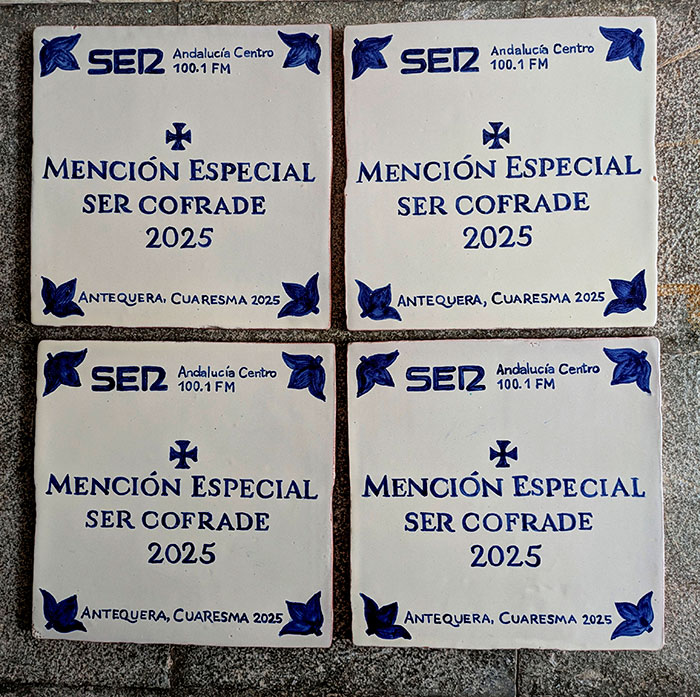 SER Andalucía Centro
100.1 FM
MENCIÓN ESPECIAL
SER COFRADE
2025
ANTEQUERA, CUARESMA 2025
SER Andalucía Centro
100.1 FM
MENCIÓN ESPECIAL
SER COFRADE
2025
ANTEQUERA, CUARESMA 2025
SER Andalucía Centro
100.1 FM
MENCIÓN ESPECIAL
SER COFRADE
2025
ANTEQUERA, CUARESMA 2025
SER Andalucía Centro
100.1 FM
MENCIÓN ESPECIAL
SER COFRADE
2025
ANTEQUERA, CUARESMA 2025